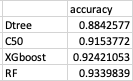 accuracy
Dtree 0.8842577
C50 0.9153772
XGboost 0.92421053
RF 0.9339839